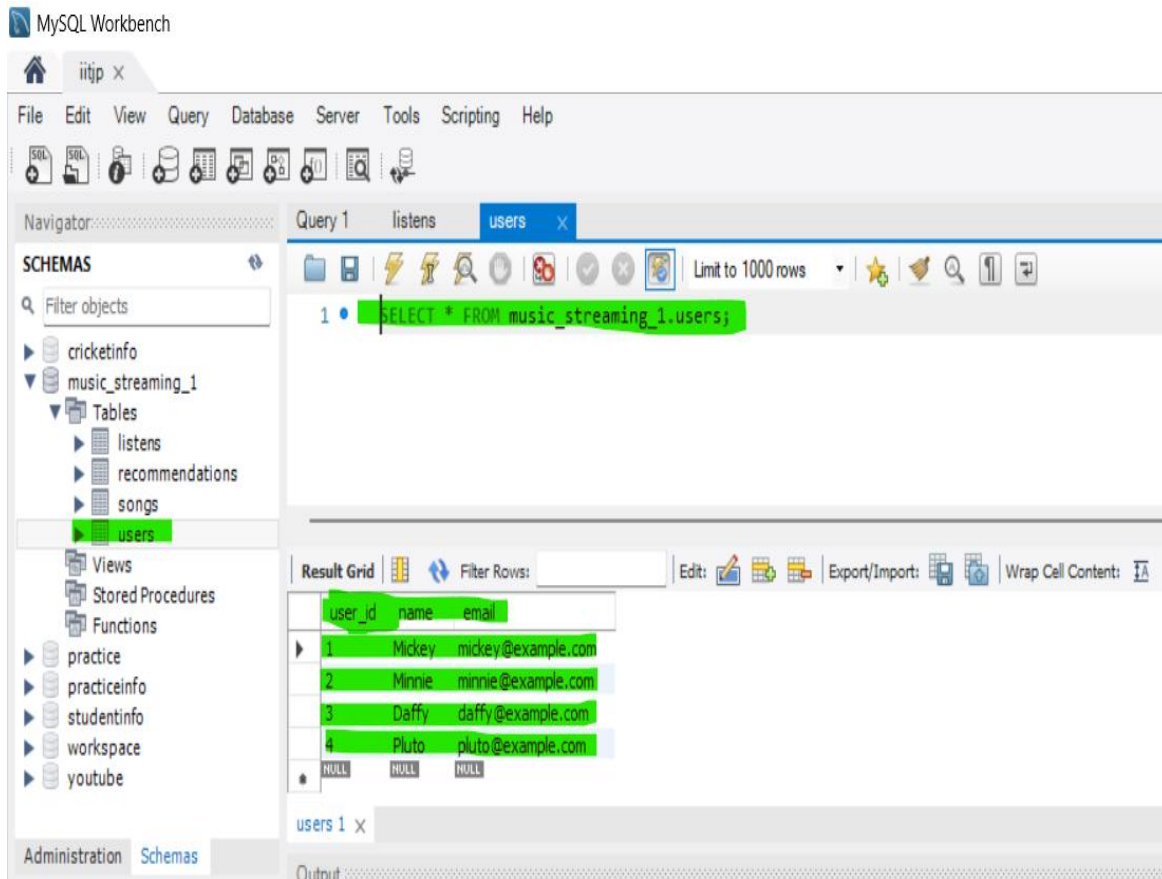 MySQL Workbench
iitjp ×
File Edit View Query Database Server Tools Scripting Help
Navigator
SCHEMAS
Filter objects
cricketinfo
music_streaming_1
Tables
listens
recommendations
songs
users
Views
Stored Procedures
Functions
practice
practiceinfo
studentinfo
workspace
youtube
Administration Schemas
Query 1 listens users ×
Limit to 1000 rows
1 SELECT * FROM music_streaming_1.users;
Result Grid Filter Rows: Edit: Export/Import: Wrap Cell Content: IA
user_id name email
1 Mickey mickey@example.com
2 Minnie minnie@example.com
3 Daffy daffy@example.com
4 Pluto pluto@example.com
NULL NULL NULL
users 1 ×
Output